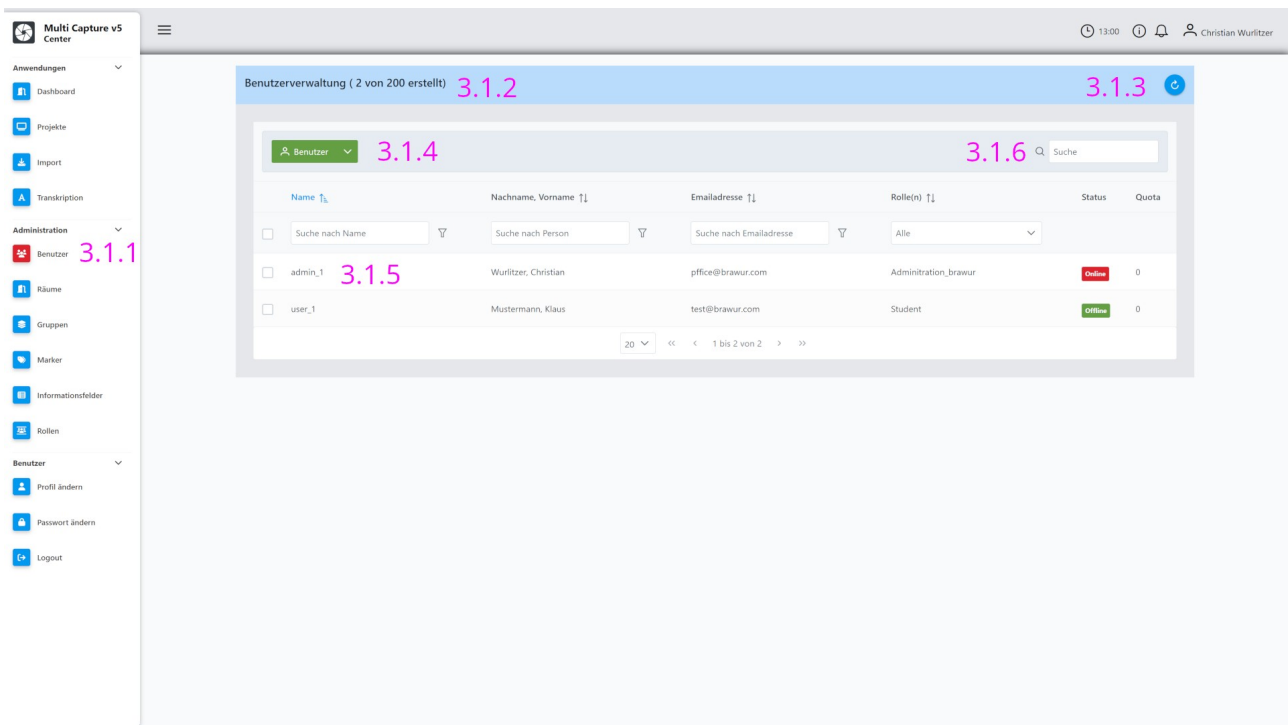 Multi Capture v5
Center
13:00
Christian Wurlitzer
Anwendungen
Dashboard
Projekte
Import
A Transkription
Administration
Benutzer 3.1.1
Räume
Gruppen
Marker
Informationsfelder
Rollen
Benutzer
Profil ändern
Passwort ändern
Logout
Benutzerverwaltung ( 2 von 200 erstellt) 3.1.2 3.1.3
Benutzer 3.1.4 3.1.6 Suche
Name Nachname, Vorname Emailadresse Rolle(n) Status Quota
Suche nach Name Suche nach Person Suche nach Emailadresse Alle
admin_1 3.1.5 Wurlitzer, Christian pffice@brawur.com Adminitration_brawur Online 0
user_1 Mustermann, Klaus test@brawur.com Student Offline 0
20 1 bis 2 von 2